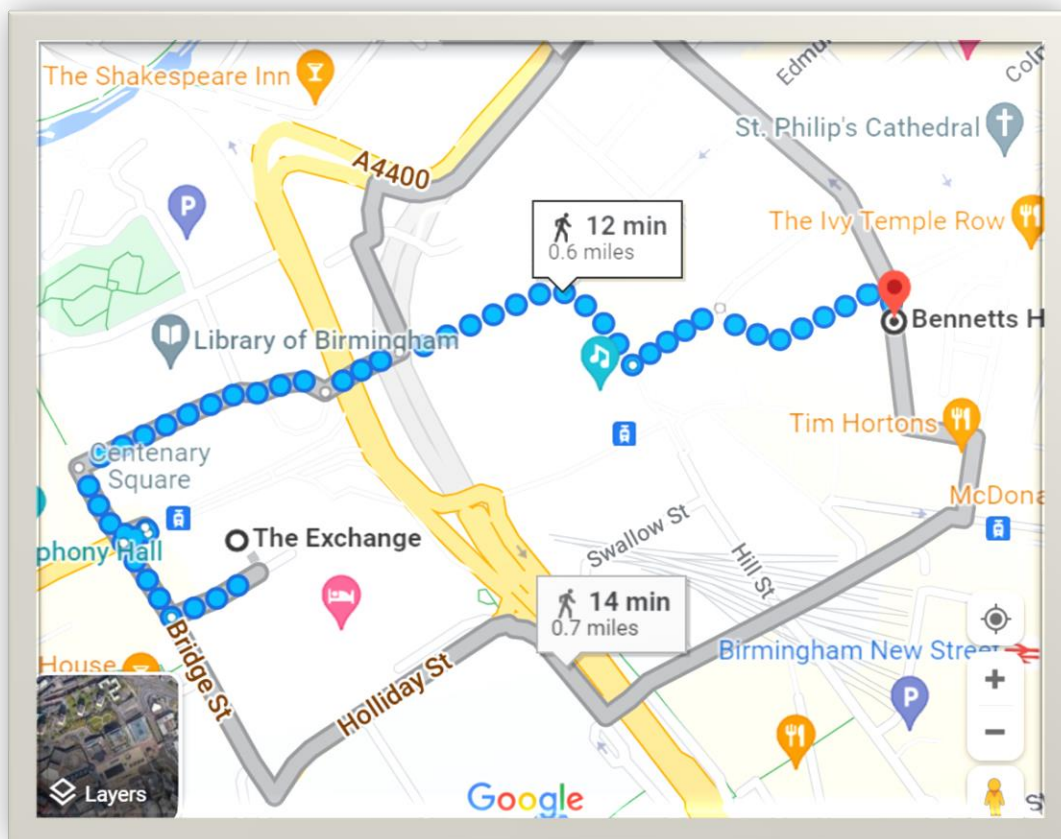 The Shakespeare Inn
A4400
St. Philip's Cathedral
P
12 min
0.6 miles
The Ivy Temple Row
Library of Birmingham
Bennetts H
Tim Hortons
Centenary
Square
McDona
phony Hall
The Exchange
Swallow St
Hill St
14 min
0.7 miles
Birmingham New Street
House
Bridge St
Holliday St
P
Layers
Google